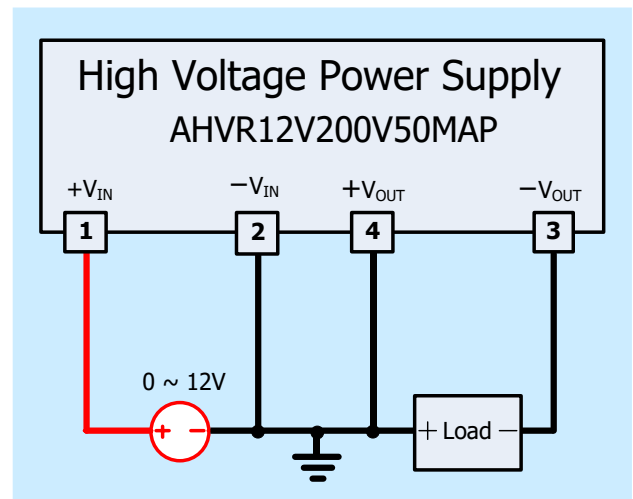 High Voltage Power Supply
AHVR12V200V50MAP
+VIN −VIN +VOUT −VOUT
1 2 4 3
0 ~ 12V
+ − + Load −